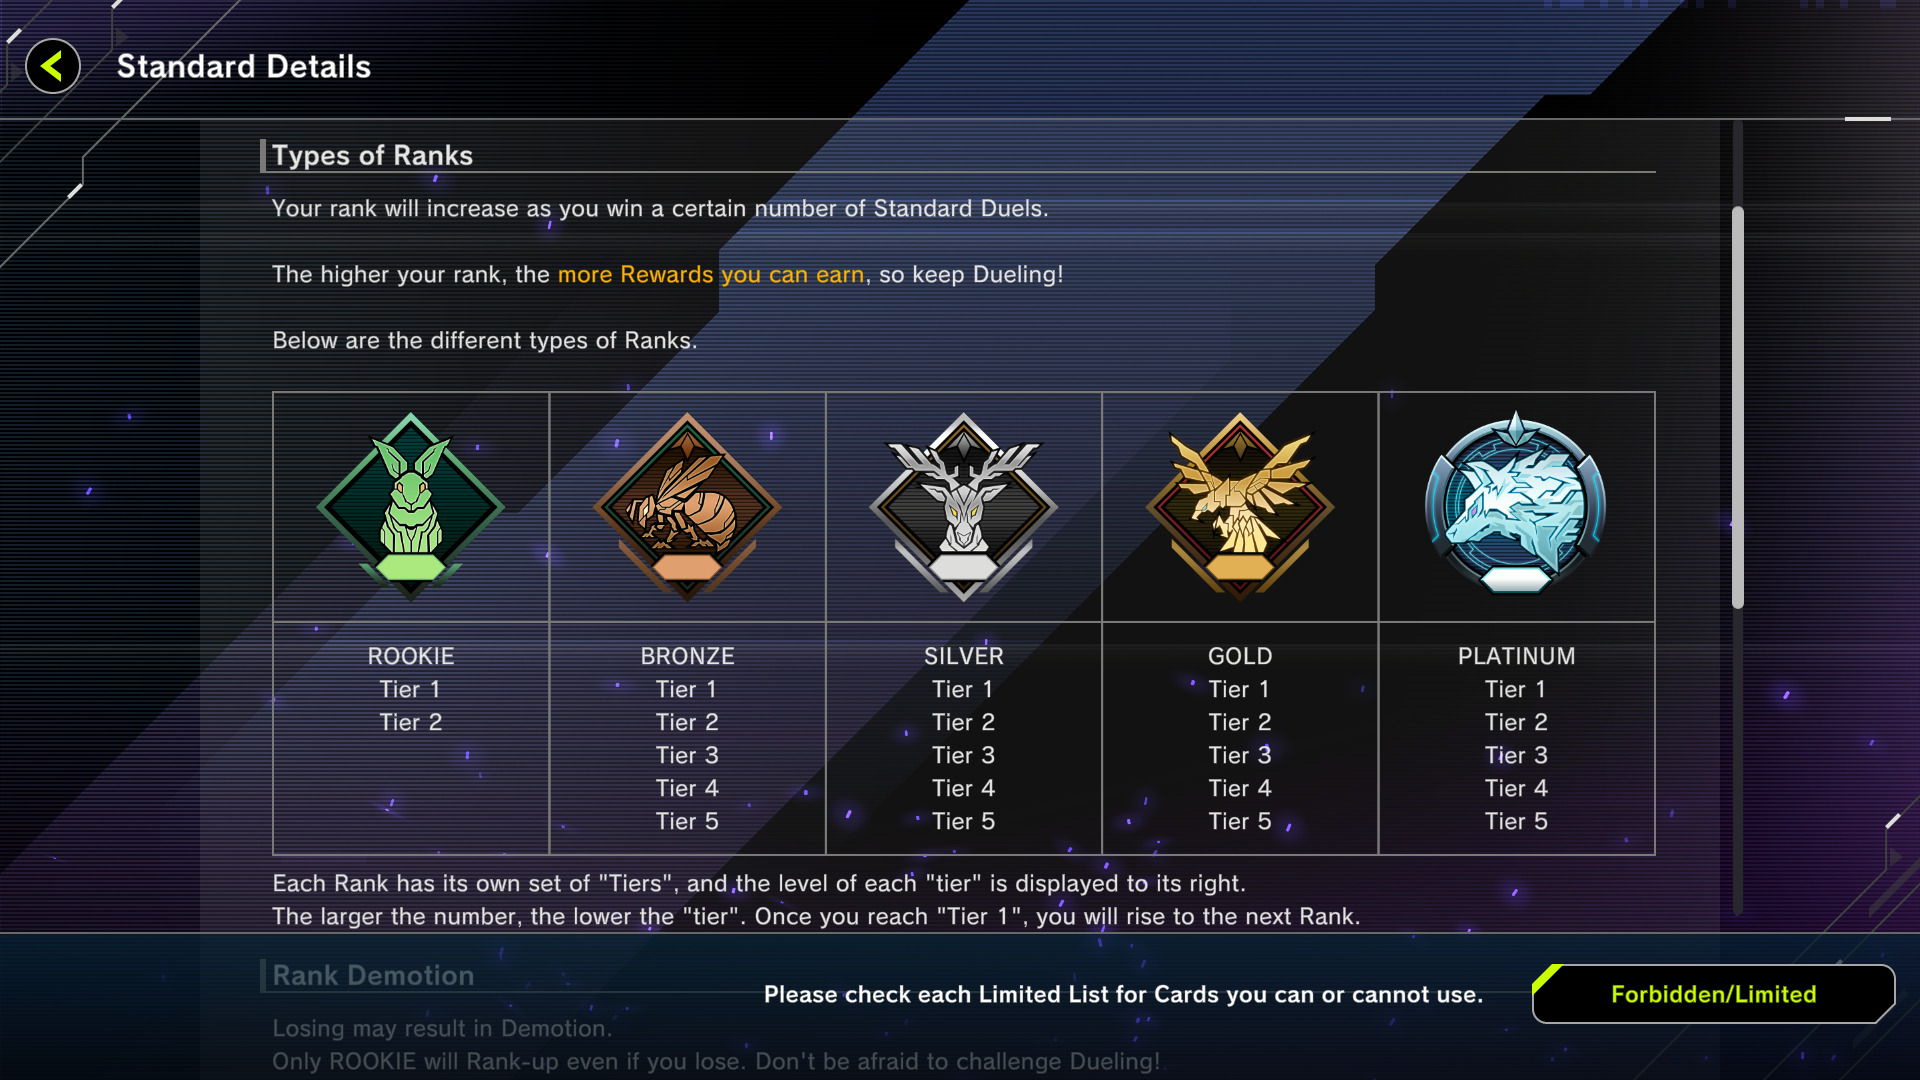 Standard Details
Types of Ranks
Your rank will increase as you win a certain number of Standard Duels.
The higher your rank, the more Rewards you can earn, so keep Dueling!
Below are the different types of Ranks.
ROOKIE
Tier 1
Tier 2
BRONZE
Tier 1
Tier 2
Tier 3
Tier 4
Tier 5
SILVER
Tier 1
Tier 2
Tier 3
Tier 4
Tier 5
GOLD
Tier 1
Tier 2
Tier 3
Tier 4
Tier 5
PLATINUM
Tier 1
Tier 2
Tier 3
Tier 4
Tier 5
Each Rank has its own set of "Tiers", and the level of each "tier" is displayed to its right.
The larger the number, the lower the "tier". Once you reach "Tier 1", you will rise to the next Rank.
Rank Demotion
Losing may result in Demotion.
Only ROOKIE will Rank-up even if you lose. Don't be afraid to challenge Dueling!
Please check each Limited List for Cards you can or cannot use.
Forbidden/Limited